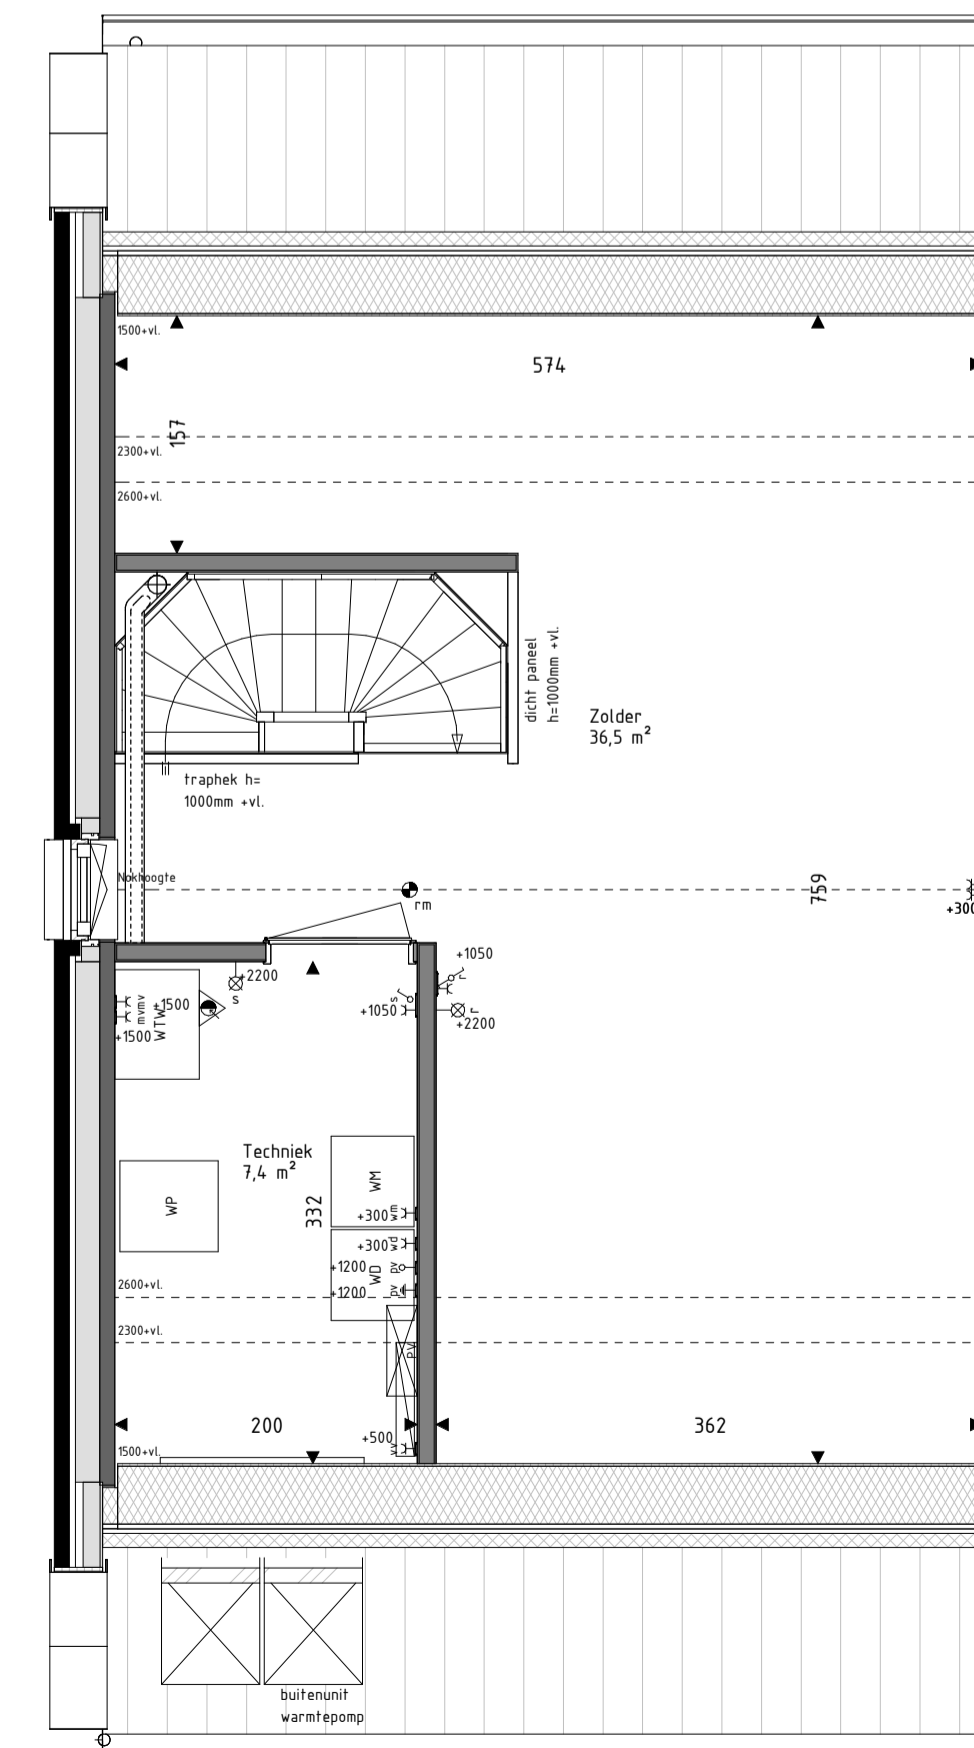 1500+vl.
574
157
2300+vl.
2600+vl.
dicht paneel
h=1000mm +vl.
Zolder
36,5 m²
traphek h=
1000mm +vl.
Nokhoogte
759
rm
+300
+1050
r
+2200
s
+1500
mv
mv
WTW
+1500
s
r
+1050
r
+2200
Techniek
7,4 m²
WM
332
WP
+300
wm
+300
wd
WD
+1200
pv
+1200
pv
2600+vl.
2300+vl.
PV
200
362
+500
vv
1500+vl.
buitenunit
warmtepomp